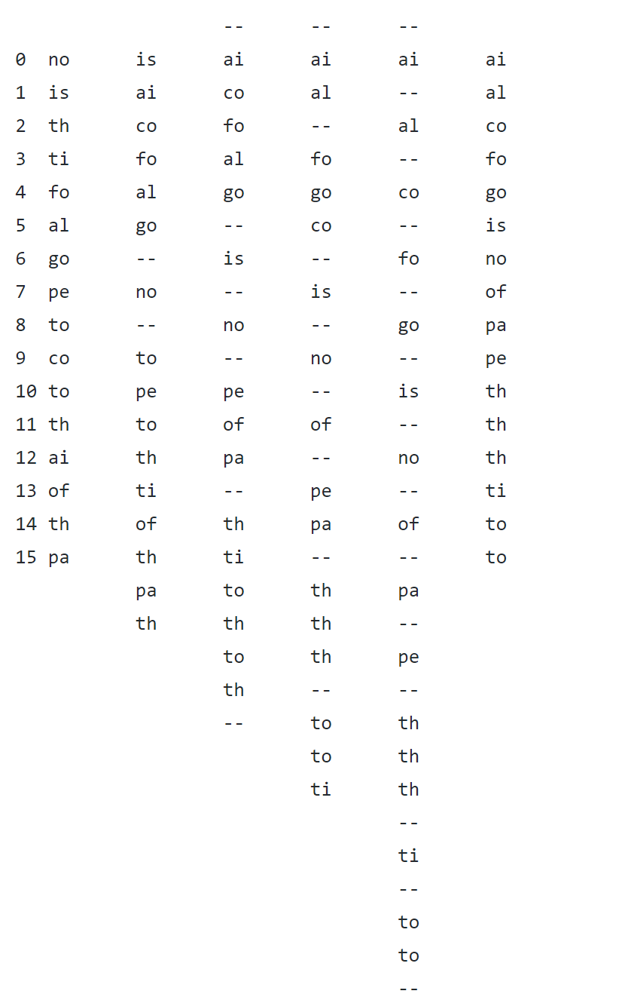 -- -- --
0 no is ai ai ai ai
1 is ai co al -- al
2 th co fo -- al co
3 ti fo al fo -- fo
4 fo al go go co go
5 al go -- co -- is
6 go -- is -- fo no
7 pe no -- is -- of
8 to -- no -- go pa
9 co to -- no -- pe
10 to pe pe -- is th
11 th to of of -- th
12 ai th pa -- no th
13 of ti -- pe -- ti
14 th of th pa of to
15 pa th ti -- -- to
pa to th pa
th th th --
to th pe
th -- --
-- to th
to th
ti th
--
ti
--
to
to
--